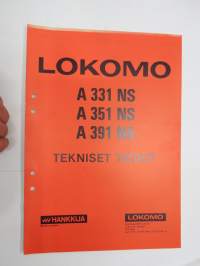 LOKOMO
A 331 NS
A 351 NS
A 391 NS
TEKNISET TIEDOT
HANKKIJA
LOKOMO